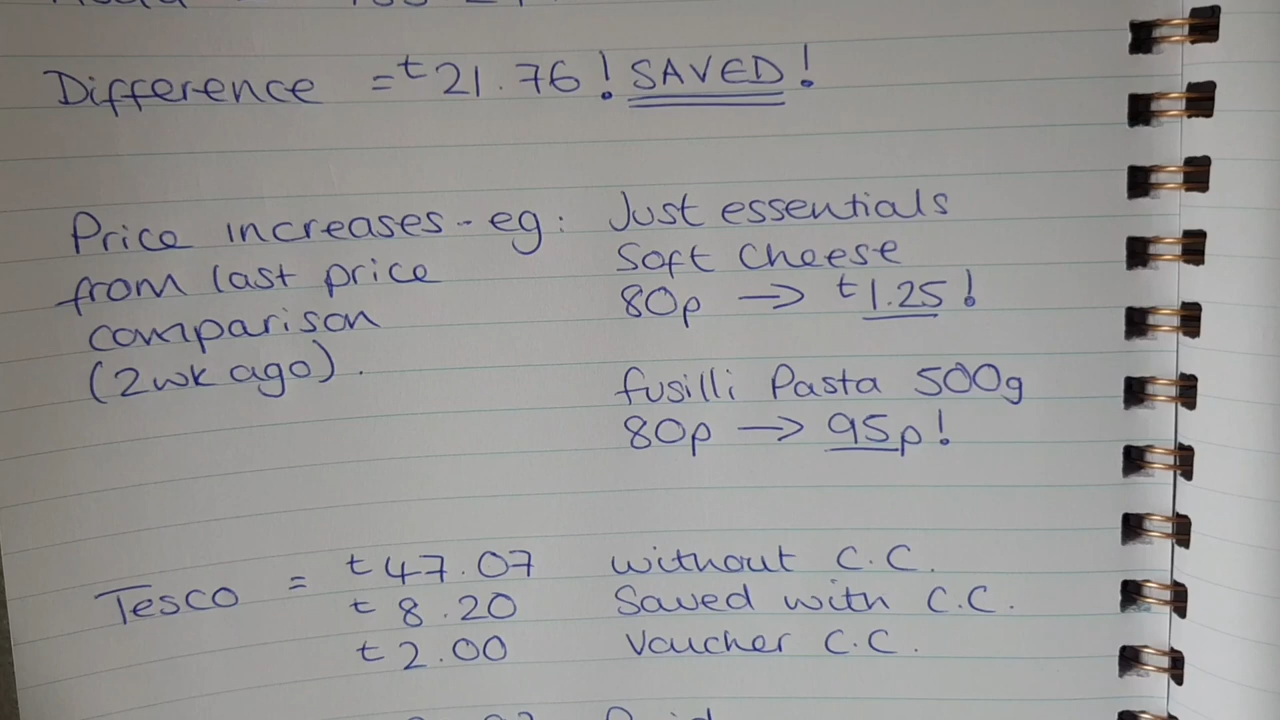 Difference = £21.76! SAVED!
Price increases - eg: Just essentials
from last price Soft Cheese
comparison 80p → £1.25!
(2wk ago).
fusilli Pasta 500g
80p → 95p!
Tesco = £47.07 without C.C.
£8.20 Saved with C.C.
£2.00 Voucher C.C.